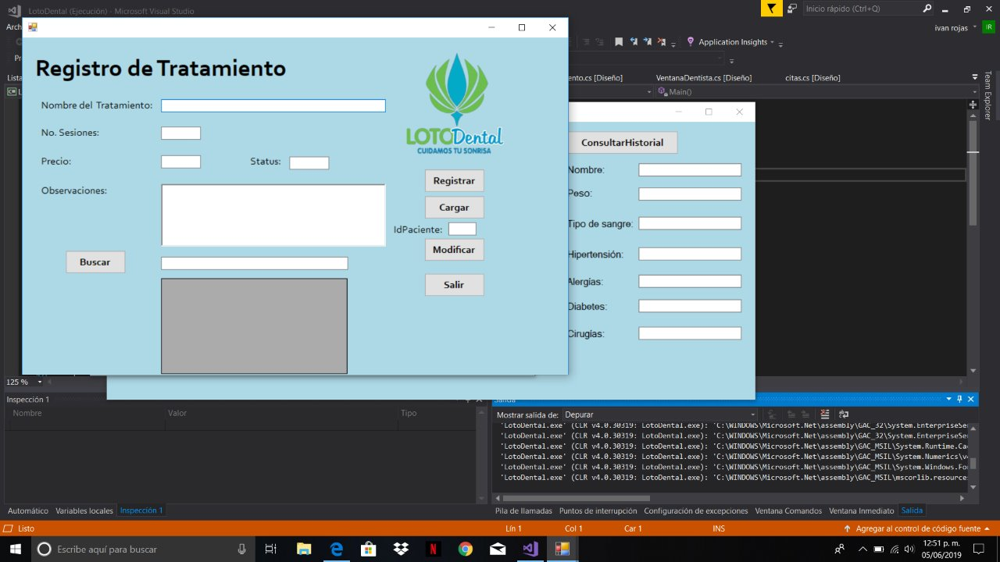 LotoDental (Ejecución) - Microsoft Visual Studio
Inicio rápido (Ctrl+Q)
ivan rojas
IR
Application Insights
[Diseño]
VentanaDentista.cs [Diseño]
citas.cs [Diseño]
Main()
Team Explorer
Registro de Tratamiento
Nombre del Tratamiento:
No. Sesiones:
Precio:
Status:
Observaciones:
LOTODental
CUIDAMOS TU SONRISA
Registrar
Cargar
IdPaciente:
Modificar
Buscar
Salir
ConsultarHistorial
Nombre:
Peso:
Tipo de sangre:
Hipertensión:
Alergías:
Diabetes:
Cirugías:
125 %
Inspección 1
Nombre
Valor
Tipo
Salida
Mostrar salida de:
Depurar
'LotoDental.exe' (CLR v4.0.30319: LotoDental.exe): 'C:\WINDOWS\Microsoft.Net\assembly\GAC_32\System.EnterpriseSe
'LotoDental.exe' (CLR v4.0.30319: LotoDental.exe): 'C:\WINDOWS\Microsoft.Net\assembly\GAC_32\System.EnterpriseSe
'LotoDental.exe' (CLR v4.0.30319: LotoDental.exe): 'C:\WINDOWS\Microsoft.Net\assembly\GAC_MSIL\System.Runtime.Ca
'LotoDental.exe' (CLR v4.0.30319: LotoDental.exe): 'C:\WINDOWS\Microsoft.Net\assembly\GAC_MSIL\System.Numerics\v4
'LotoDental.exe' (CLR v4.0.30319: LotoDental.exe): 'C:\WINDOWS\Microsoft.Net\assembly\GAC_MSIL\System.Windows.Fo
'LotoDental.exe' (CLR v4.0.30319: LotoDental.exe): 'C:\WINDOWS\Microsoft.Net\assembly\GAC_MSIL\mscorlib.resource
Automático
Variables locales
Inspección 1
Pila de llamadas
Puntos de interrupción
Configuración de excepciones
Ventana Comandos
Ventana Inmediato
Salida
Listo
Lín 1
Col 1
Car 1
INS
Agregar al control de código fuente
Escribe aquí para buscar
12:51 p. m.
05/06/2019